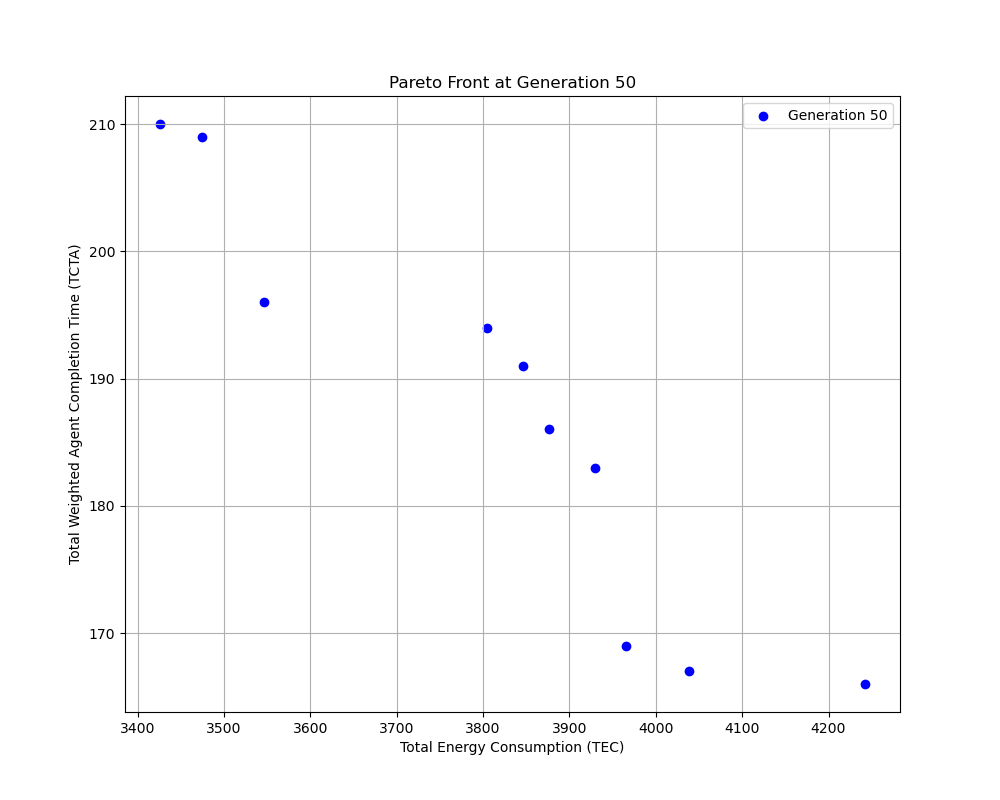 Pareto Front at Generation 50
Generation 50
Total Weighted Agent Completion Time (TCTA)
210
200
190
180
170
3400 3500 3600 3700 3800 3900 4000 4100 4200
Total Energy Consumption (TEC)